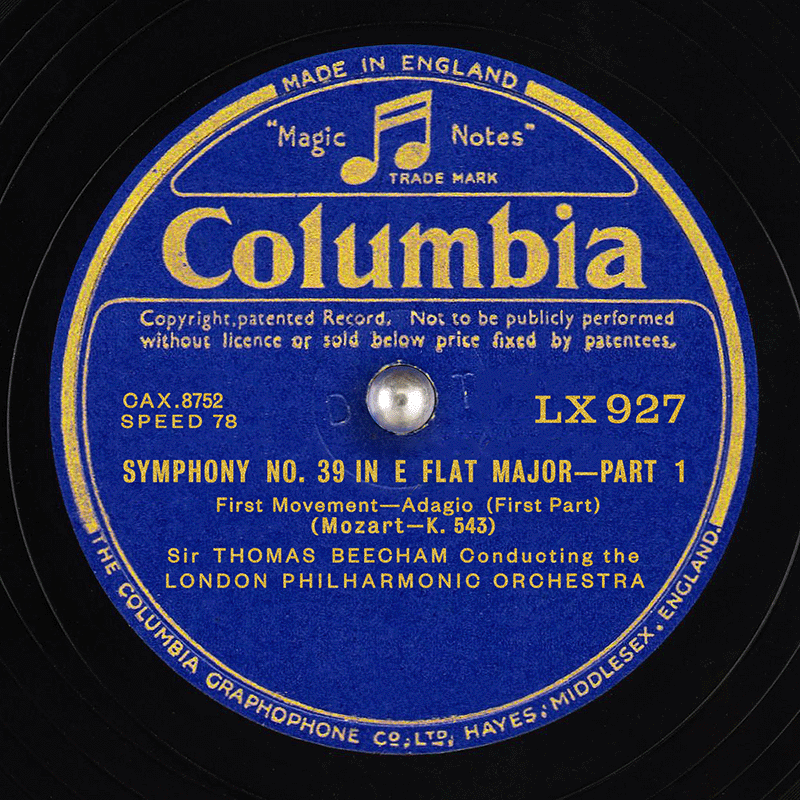 MADE IN ENGLAND
"Magic Notes"
TRADE MARK
Columbia
Copyright, patented Record. Not to be publicly performed
without licence or sold below price fixed by patentees.
CAX.8752
SPEED 78
LX 927
SYMPHONY NO. 39 IN E FLAT MAJOR—PART 1
First Movement—Adagio (First Part)
(Mozart—K. 543)
Sir THOMAS BEECHAM Conducting the
LONDON PHILHARMONIC ORCHESTRA
THE COLUMBIA GRAPHOPHONE CO., LTD, HAYES, MIDDLESEX. ENGLAND.